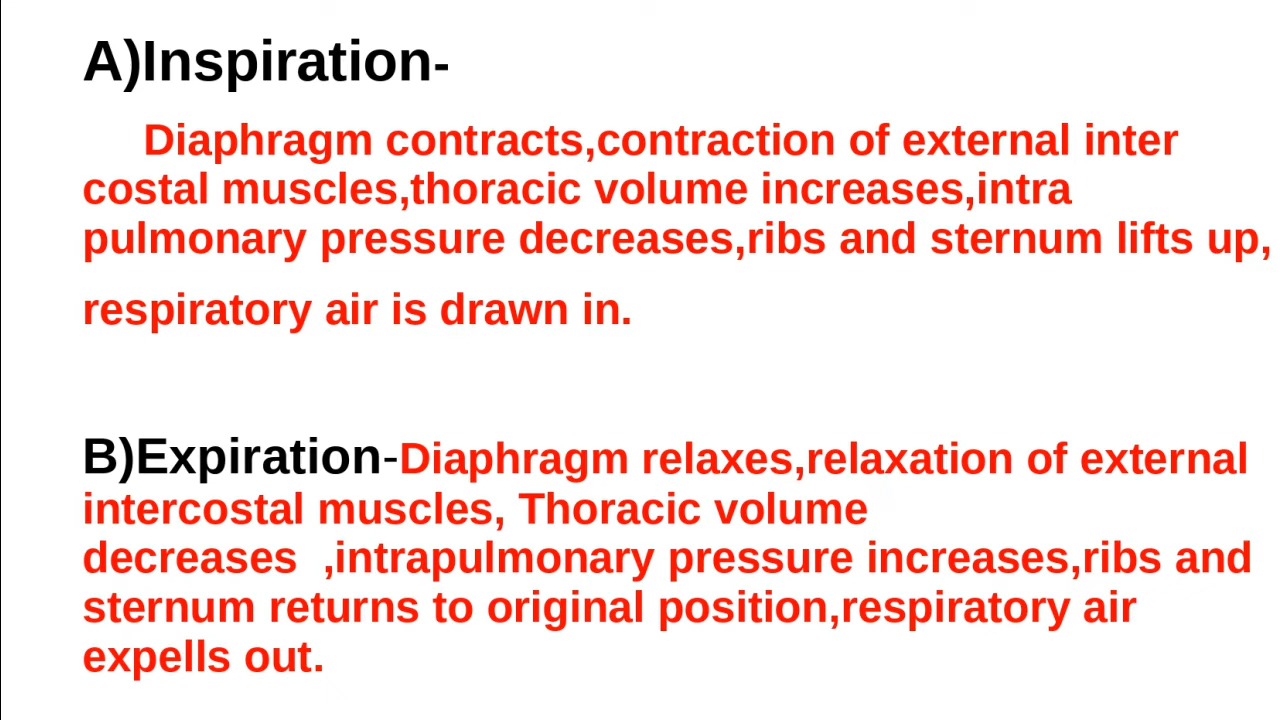 A)Inspiration-
Diaphragm contracts,contraction of external inter
costal muscles,thoracic volume increases,intra
pulmonary pressure decreases,ribs and sternum lifts up,
respiratory air is drawn in.
B)Expiration-Diaphragm relaxes,relaxation of external
intercostal muscles, Thoracic volume
decreases  ,intrapulmonary pressure increases,ribs and
sternum returns to original position,respiratory air
expells out.